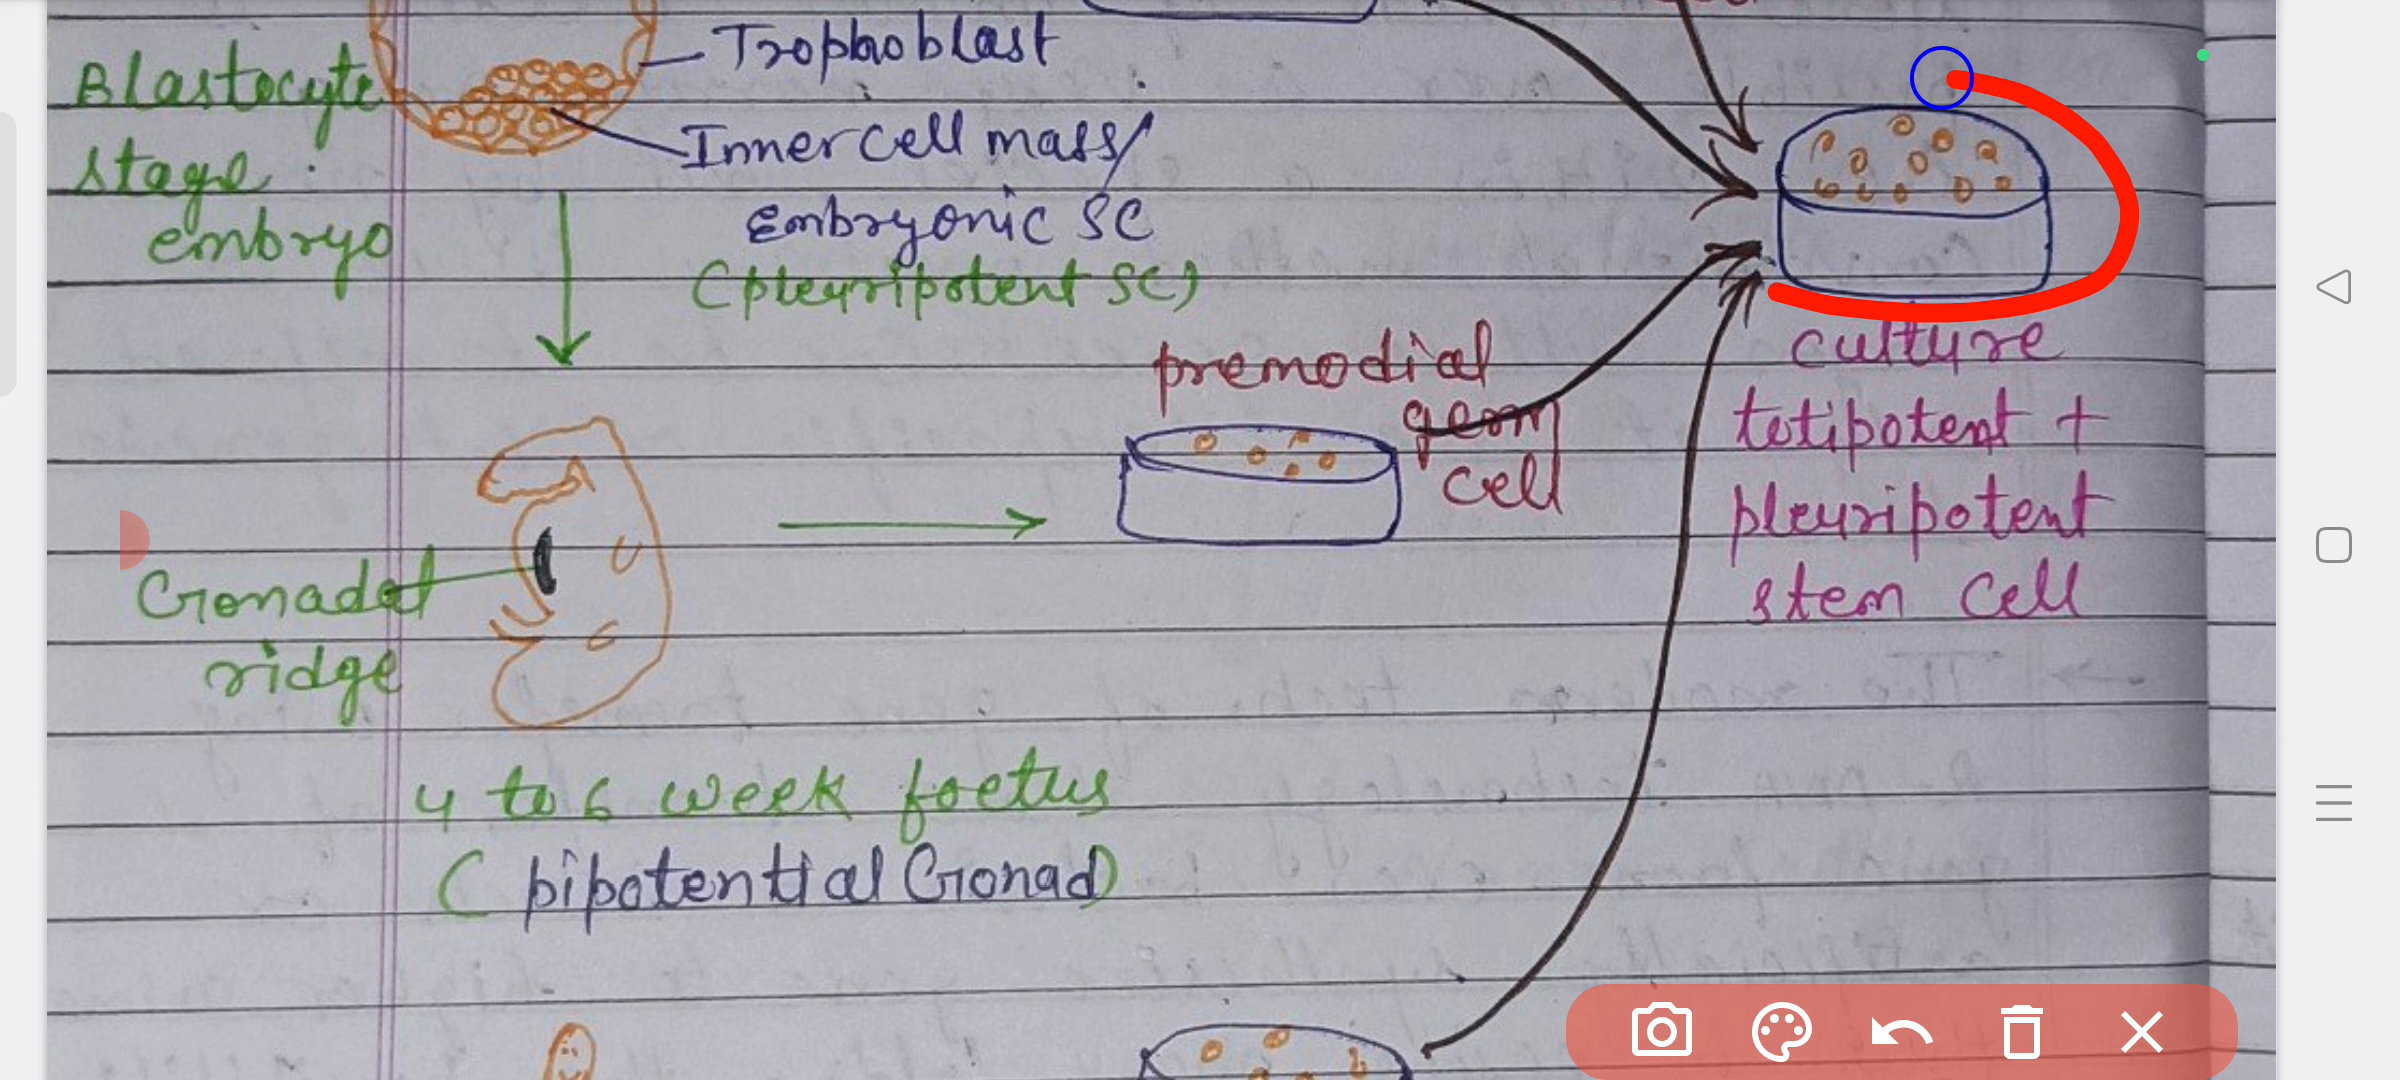 Trophoblast
Blastocyte
stage
embryo
Inner cell mass/
Embryonic SC
(pleuripotent SC)
premodial
germ
cell
culture
totipotent +
pleuripotent
stem cell
Gonadal
ridge
4 to 6 week foetus
(bipotential Gonad)